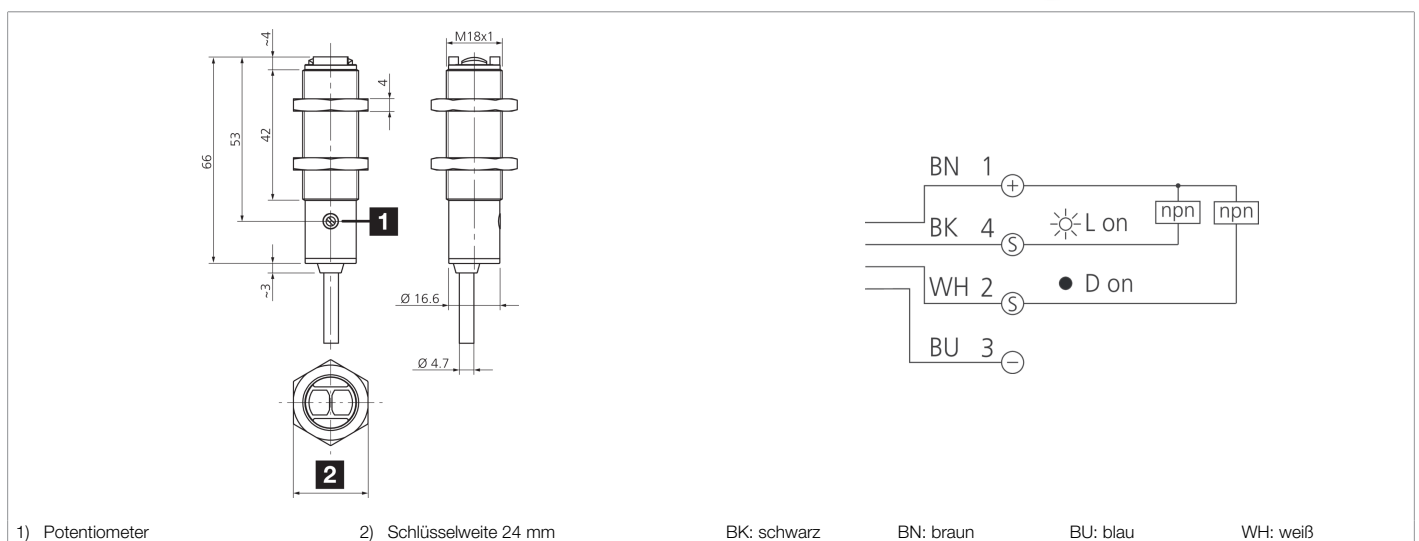 ~4
M18x1
4
42
53
66
1
~3
Ø 16.6
Ø 4.7
2
BN 1 +
npn npn
BK 4 S L on
WH 2 S D on
BU 3 −
1) Potentiometer 2) Schlüsselweite 24 mm BK: schwarz BN: braun BU: blau WH: weiß